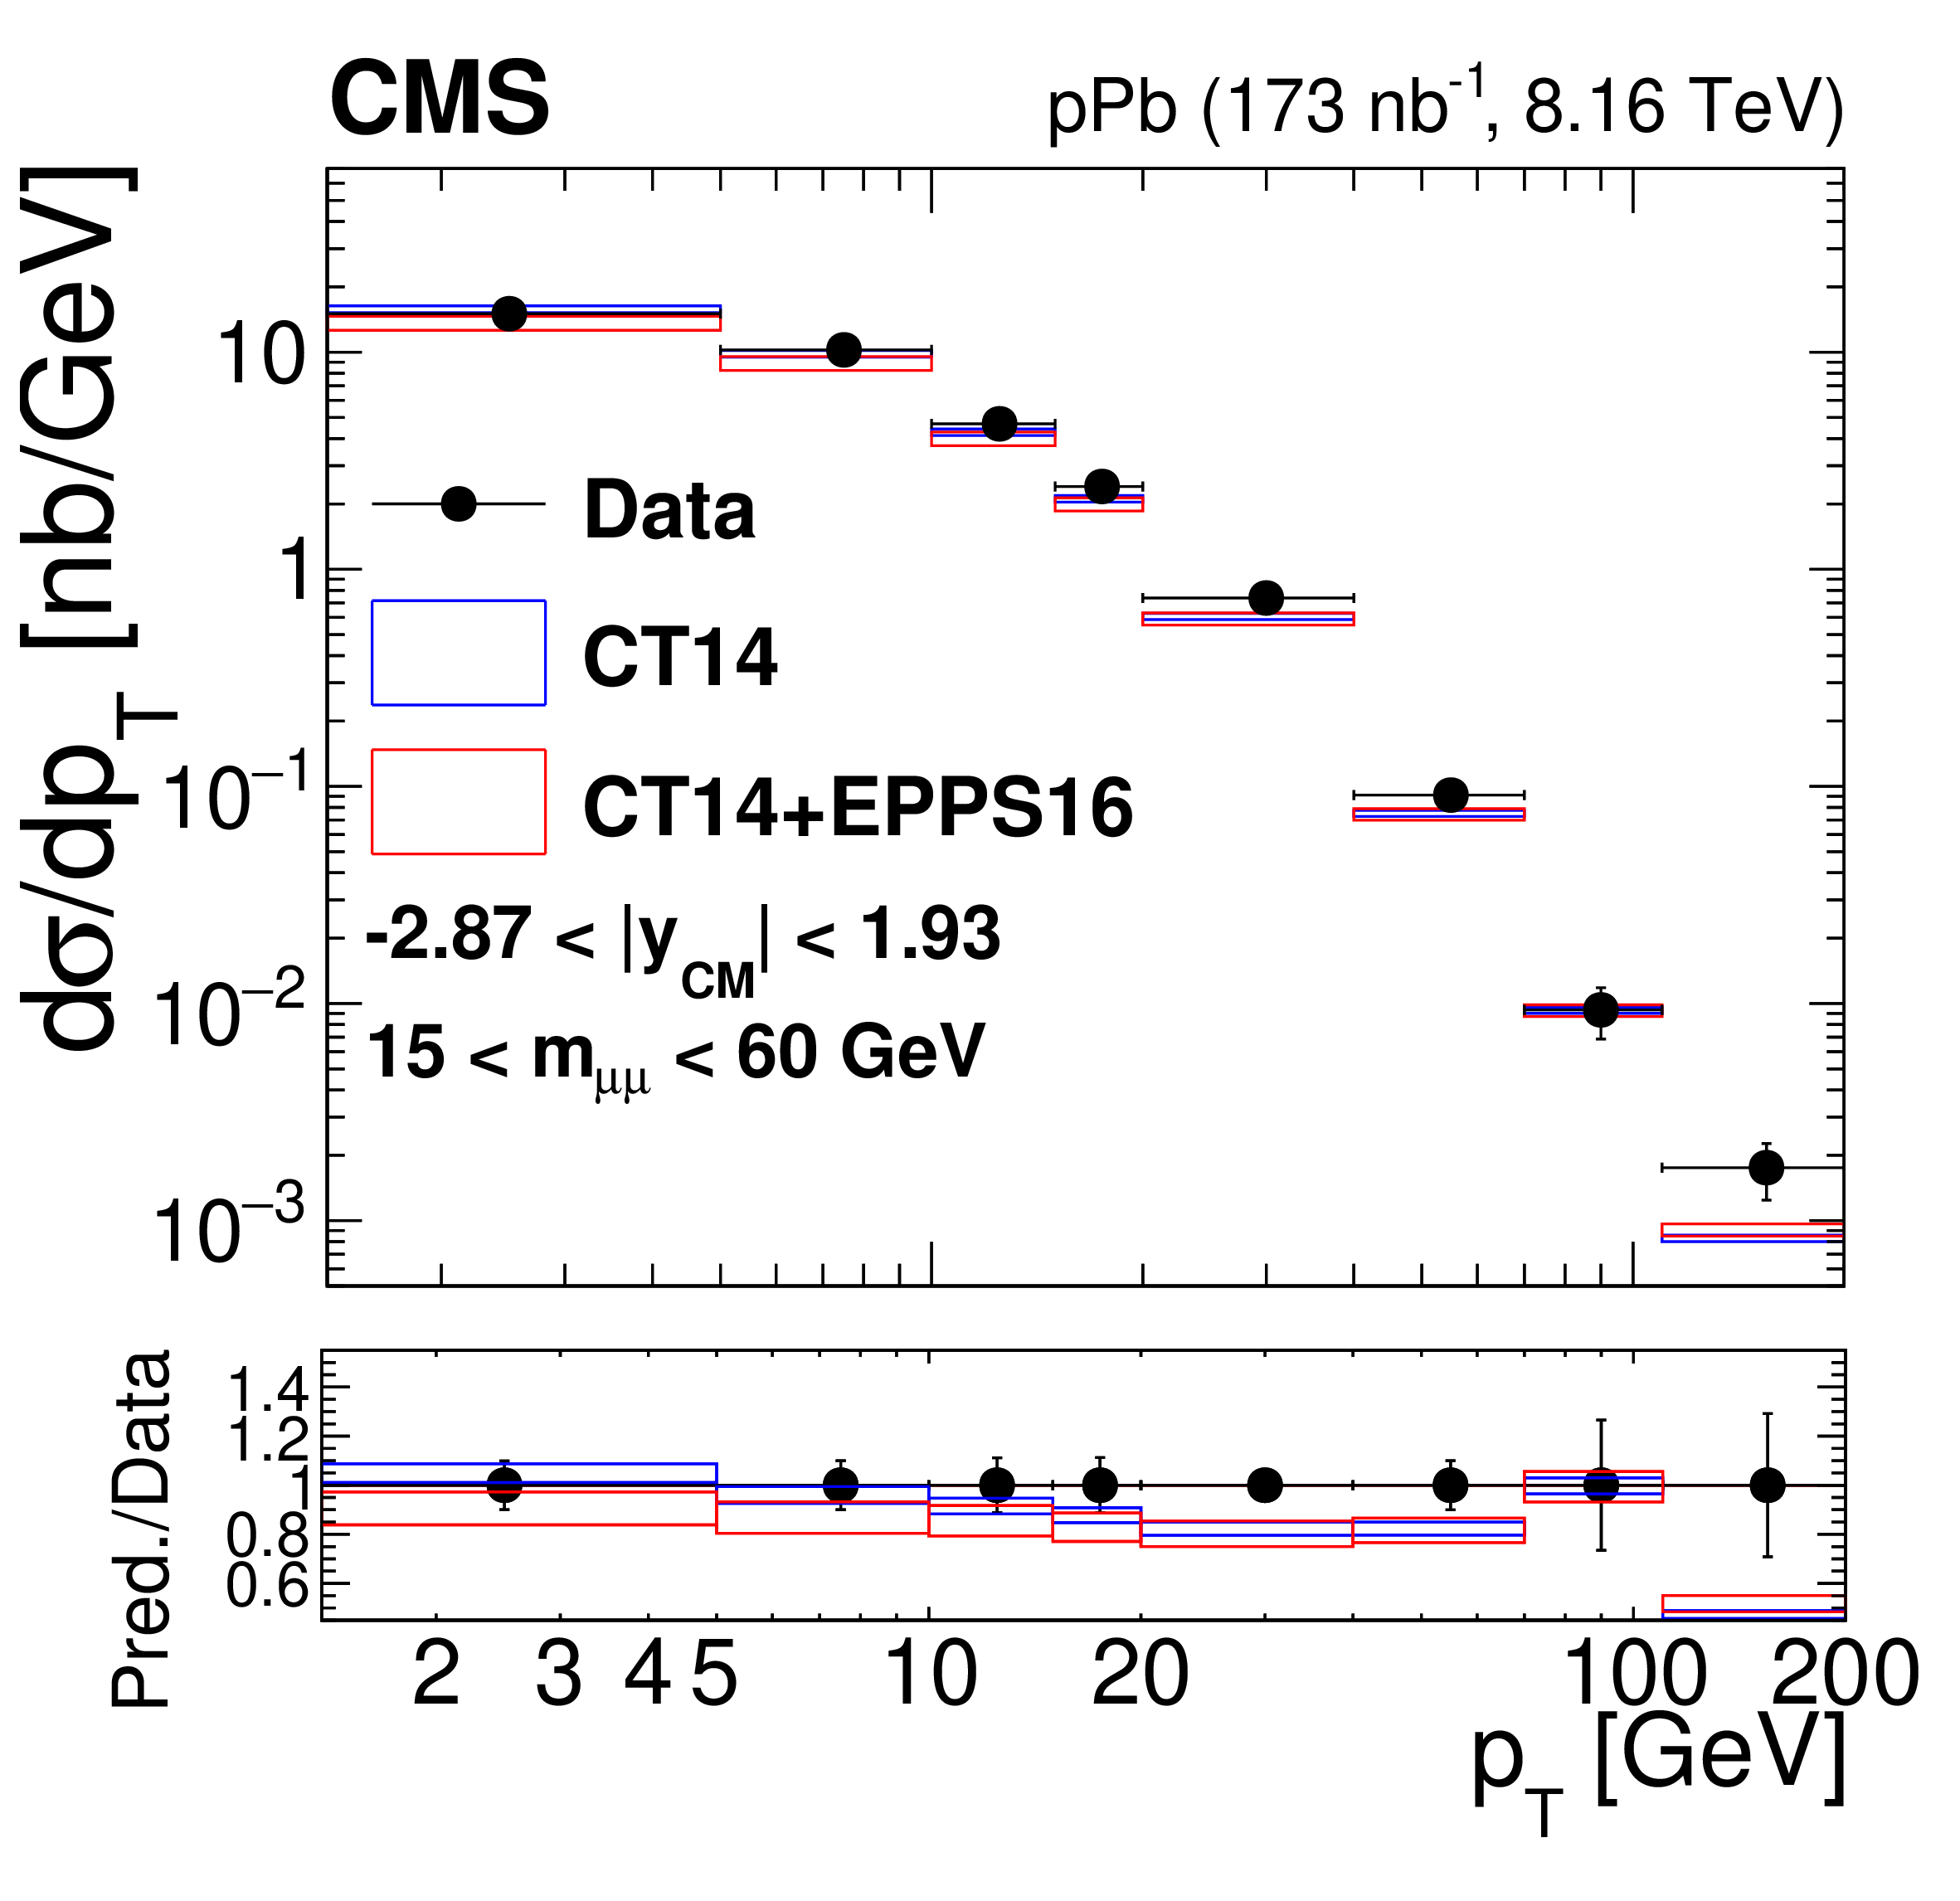 CMS
pPb (173 nb-1, 8.16 TeV)
dσ/dpT [nb/GeV]
10
1
10−1
10−2
10−3
Data
CT14
CT14+EPPS16
-2.87 < |yCM| < 1.93
15 < mμμ < 60 GeV
Pred./Data
1.4
1.2
1
0.8
0.6
2 3 4 5 10 20 100 200
pT [GeV]